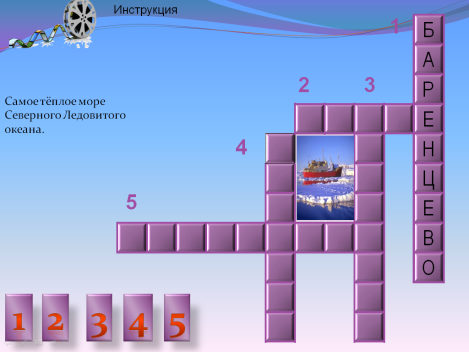 Инструкция
Самое тёплое море
Северного Ледовитого
океана.
1
2
3
4
5
Б
А
Р
Е
Н
Ц
Е
В
О
1 2 3 4 5